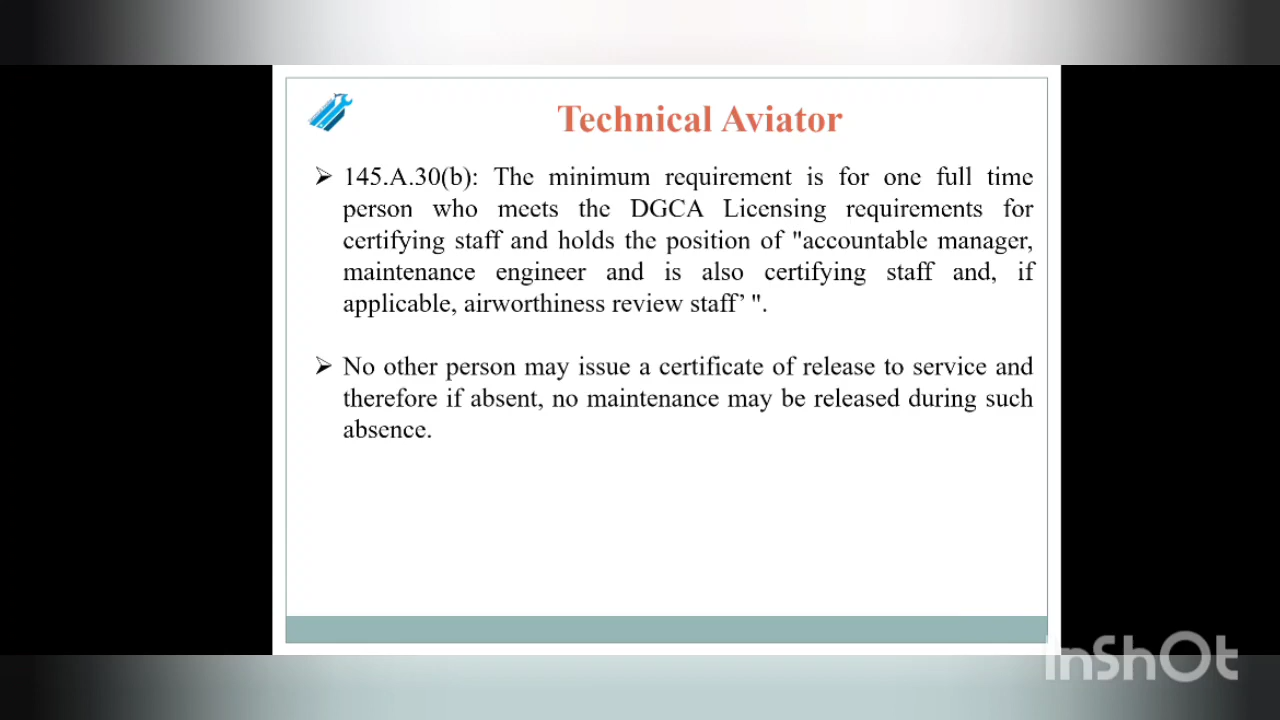 Technical Aviator
➢ 145.A.30(b): The minimum requirement is for one full time
person who meets the DGCA Licensing requirements for
certifying staff and holds the position of "accountable manager,
maintenance engineer and is also certifying staff and, if
applicable, airworthiness review staff’ ".
➢ No other person may issue a certificate of release to service and
therefore if absent, no maintenance may be released during such
absence.
InShOt